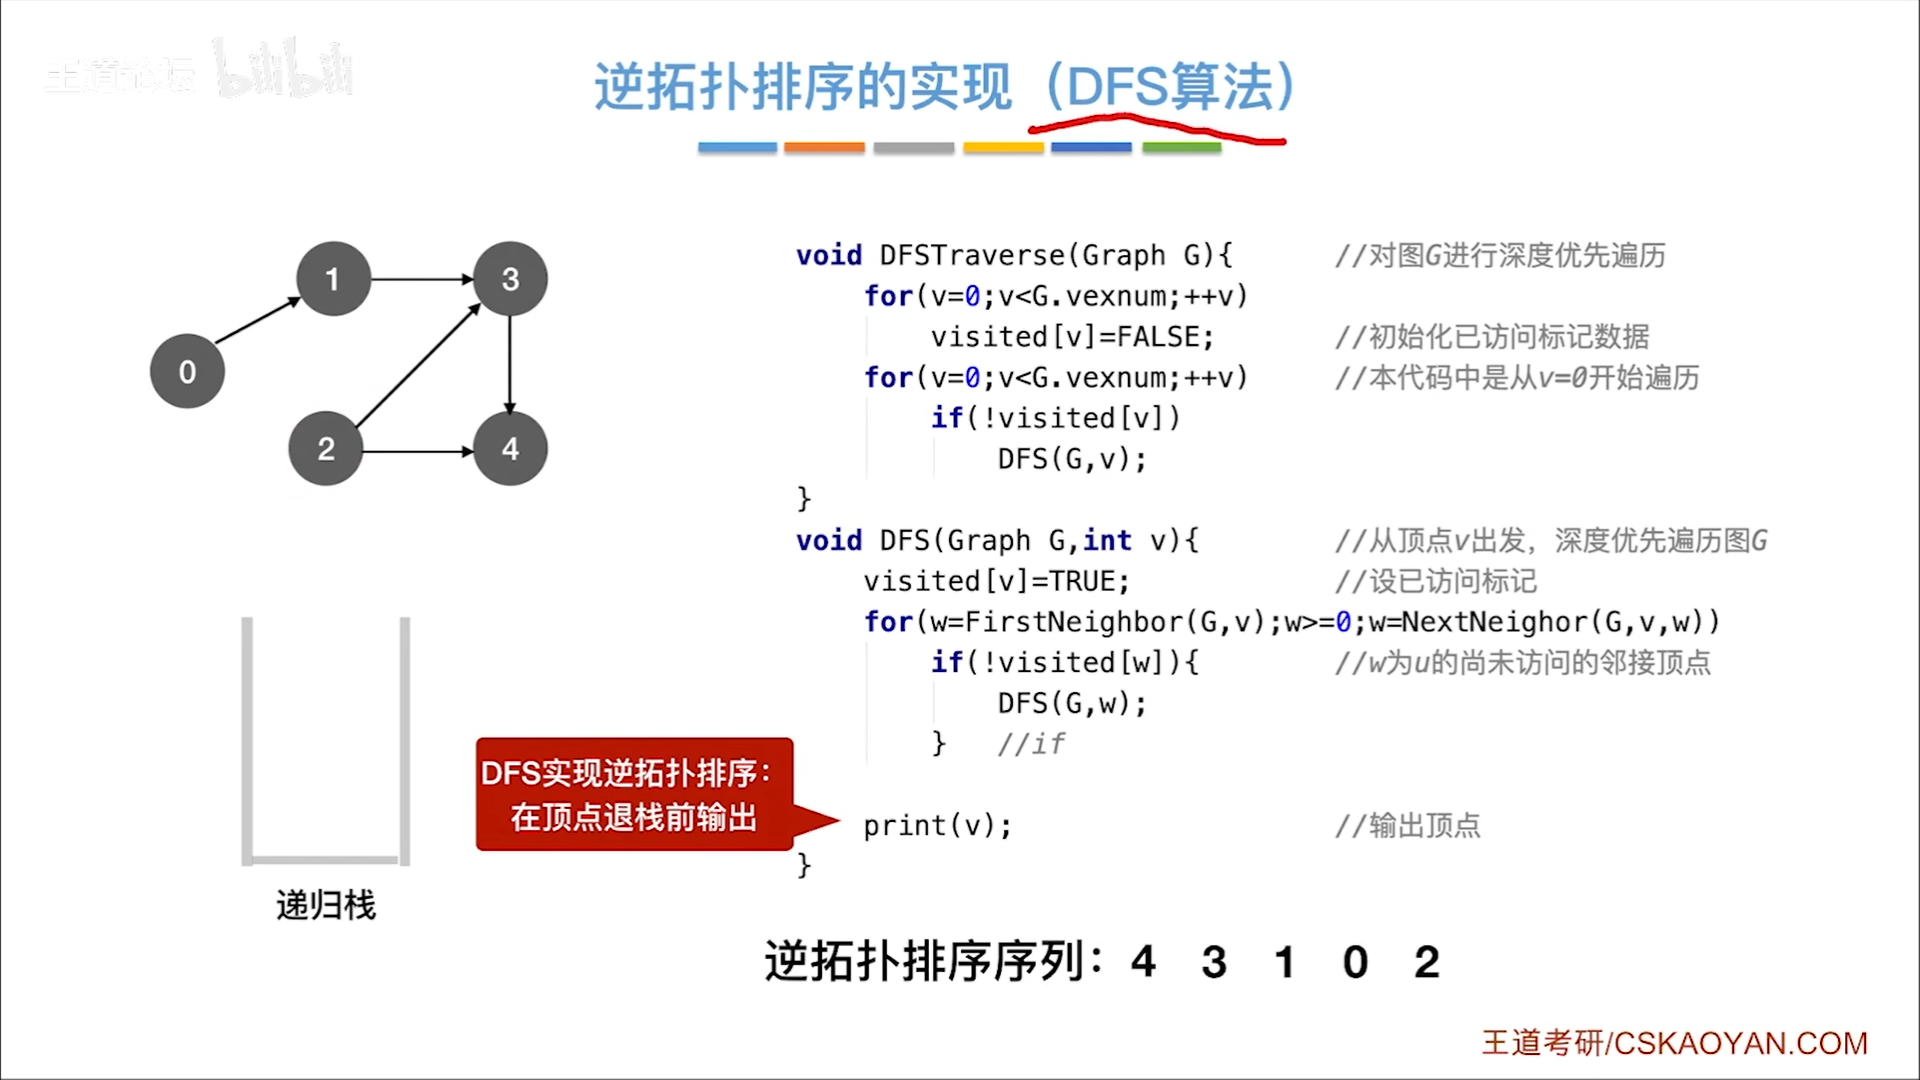 王道论坛 bilibili
逆拓扑排序的实现（DFS算法）
1
3
0
2
4
void DFSTraverse(Graph G){ //对图G进行深度优先遍历
for(v=0;v<G.vexnum;++v)
visited[v]=FALSE; //初始化已访问标记数据
for(v=0;v<G.vexnum;++v) //本代码中是从v=0开始遍历
if(!visited[v])
DFS(G,v);
}
void DFS(Graph G,int v){ //从顶点v出发，深度优先遍历图G
visited[v]=TRUE; //设已访问标记
for(w=FirstNeighbor(G,v);w>=0;w=NextNeighor(G,v,w))
if(!visited[w]){ //w为u的尚未访问的邻接顶点
DFS(G,w);
} //if
DFS实现逆拓扑排序：
在顶点退栈前输出
print(v); //输出顶点
}
递归栈
逆拓扑排序序列：4 3 1 0 2
王道考研/CSKAOYAN.COM